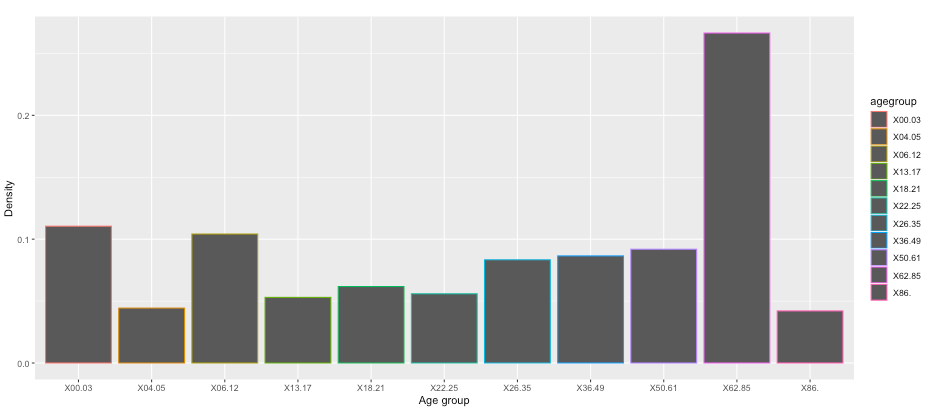 0.2
0.1
0.0
Density
X00.03 X04.05 X06.12 X13.17 X18.21 X22.25 X26.35 X36.49 X50.61 X62.85 X86.
Age group
agegroup
X00.03
X04.05
X06.12
X13.17
X18.21
X22.25
X26.35
X36.49
X50.61
X62.85
X86.